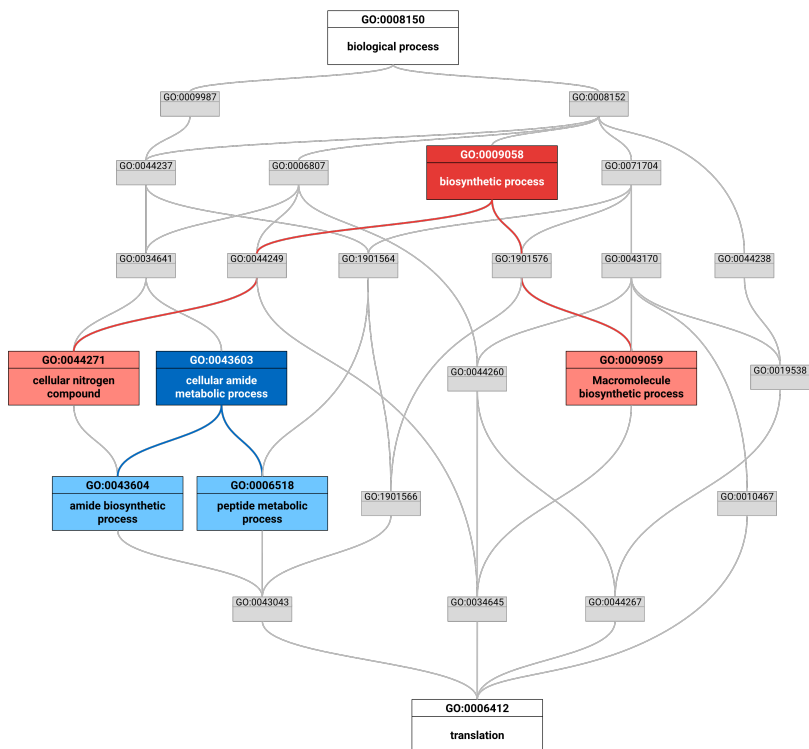 GO:0008150
biological process
GO:0009987
GO:0008152
GO:0044237
GO:0006807
GO:0009058
biosynthetic process
GO:0071704
GO:0034641
GO:0044249
GO:1901564
GO:1901576
GO:0043170
GO:0044238
GO:0044271
cellular nitrogen
compound
GO:0043603
cellular amide
metabolic process
GO:0044260
GO:0009059
Macromolecule
biosynthetic process
GO:0019538
GO:0043604
amide biosynthetic
process
GO:0006518
peptide metabolic
process
GO:1901566
GO:0010467
GO:0043043
GO:0034645
GO:0044267
GO:0006412
translation